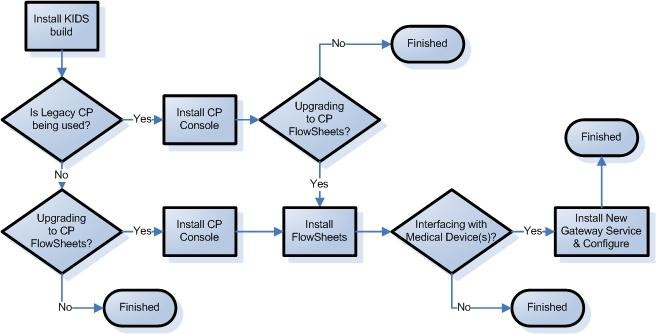 Install KIDS
build
No
Finished
Is Legacy CP
being used?
Yes
Install CP
Console
Upgrading
to CP
FlowSheets?
Finished
No
Yes
Upgrading
to CP
FlowSheets?
Yes
Install CP
Console
Install
FlowSheets
Interfacing with
Medical Device(s)?
Yes
Install New
Gateway Service
& Configure
No
Finished
No
Finished